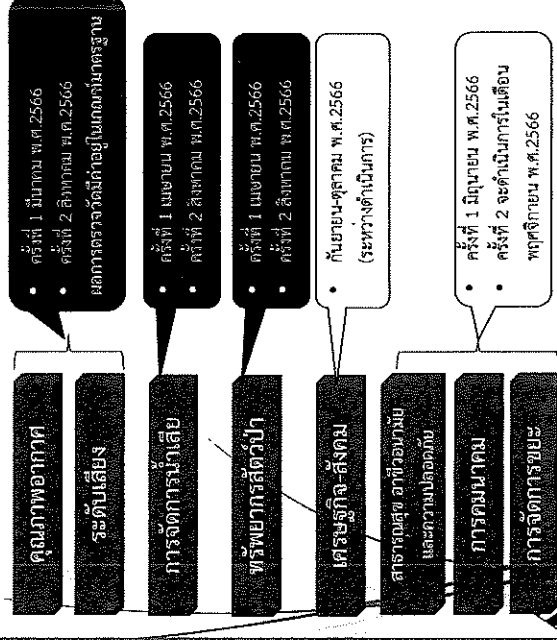 คุณภาพอากาศ
ระดับเสียง
• ครั้งที่ 1 มีนาคม พ.ศ.2566
• ครั้งที่ 2 สิงหาคม พ.ศ.2566
ผลการตรวจวัดมีค่าอยู่ในเกณฑ์มาตรฐาน
การจัดการน้ำเสีย
• ครั้งที่ 1 เมษายน พ.ศ.2566
• ครั้งที่ 2 สิงหาคม พ.ศ.2566
ทรัพยากรสัตว์ป่า
• ครั้งที่ 1 เมษายน พ.ศ.2566
• ครั้งที่ 2 สิงหาคม พ.ศ.2566
เศรษฐกิจ-สังคม
• กันยายน-ตุลาคม พ.ศ.2566
(ระหว่างดำเนินการ)
สาธารณสุข อาชีวอนามัย
และความปลอดภัย
การคมนาคม
การจัดการขยะ
• ครั้งที่ 1 มิถุนายน พ.ศ.2566
• ครั้งที่ 2 จะดำเนินการในเดือน
พฤศจิกายน พ.ศ.2566